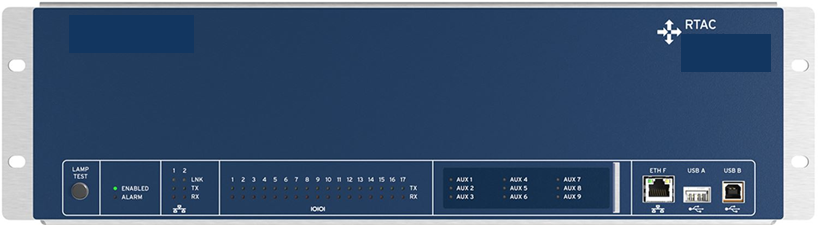 RTAC
LAMP
TEST
ENABLED
ALARM
1 2
LNK
TX
RX
1 2 3 4 5 6 7 8 9 10 11 12 13 14 15 16 17
TX
RX
IOIOI
AUX 1 AUX 4 AUX 7
AUX 2 AUX 5 AUX 8
AUX 3 AUX 6 AUX 9
ETH F USB A USB B